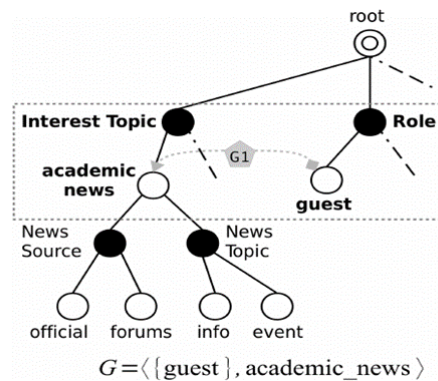 root
Interest Topic
Role
G1
academic
news
guest
News
Source
News
Topic
official
forums
info
event
G=⟨{guest}, academic_news⟩